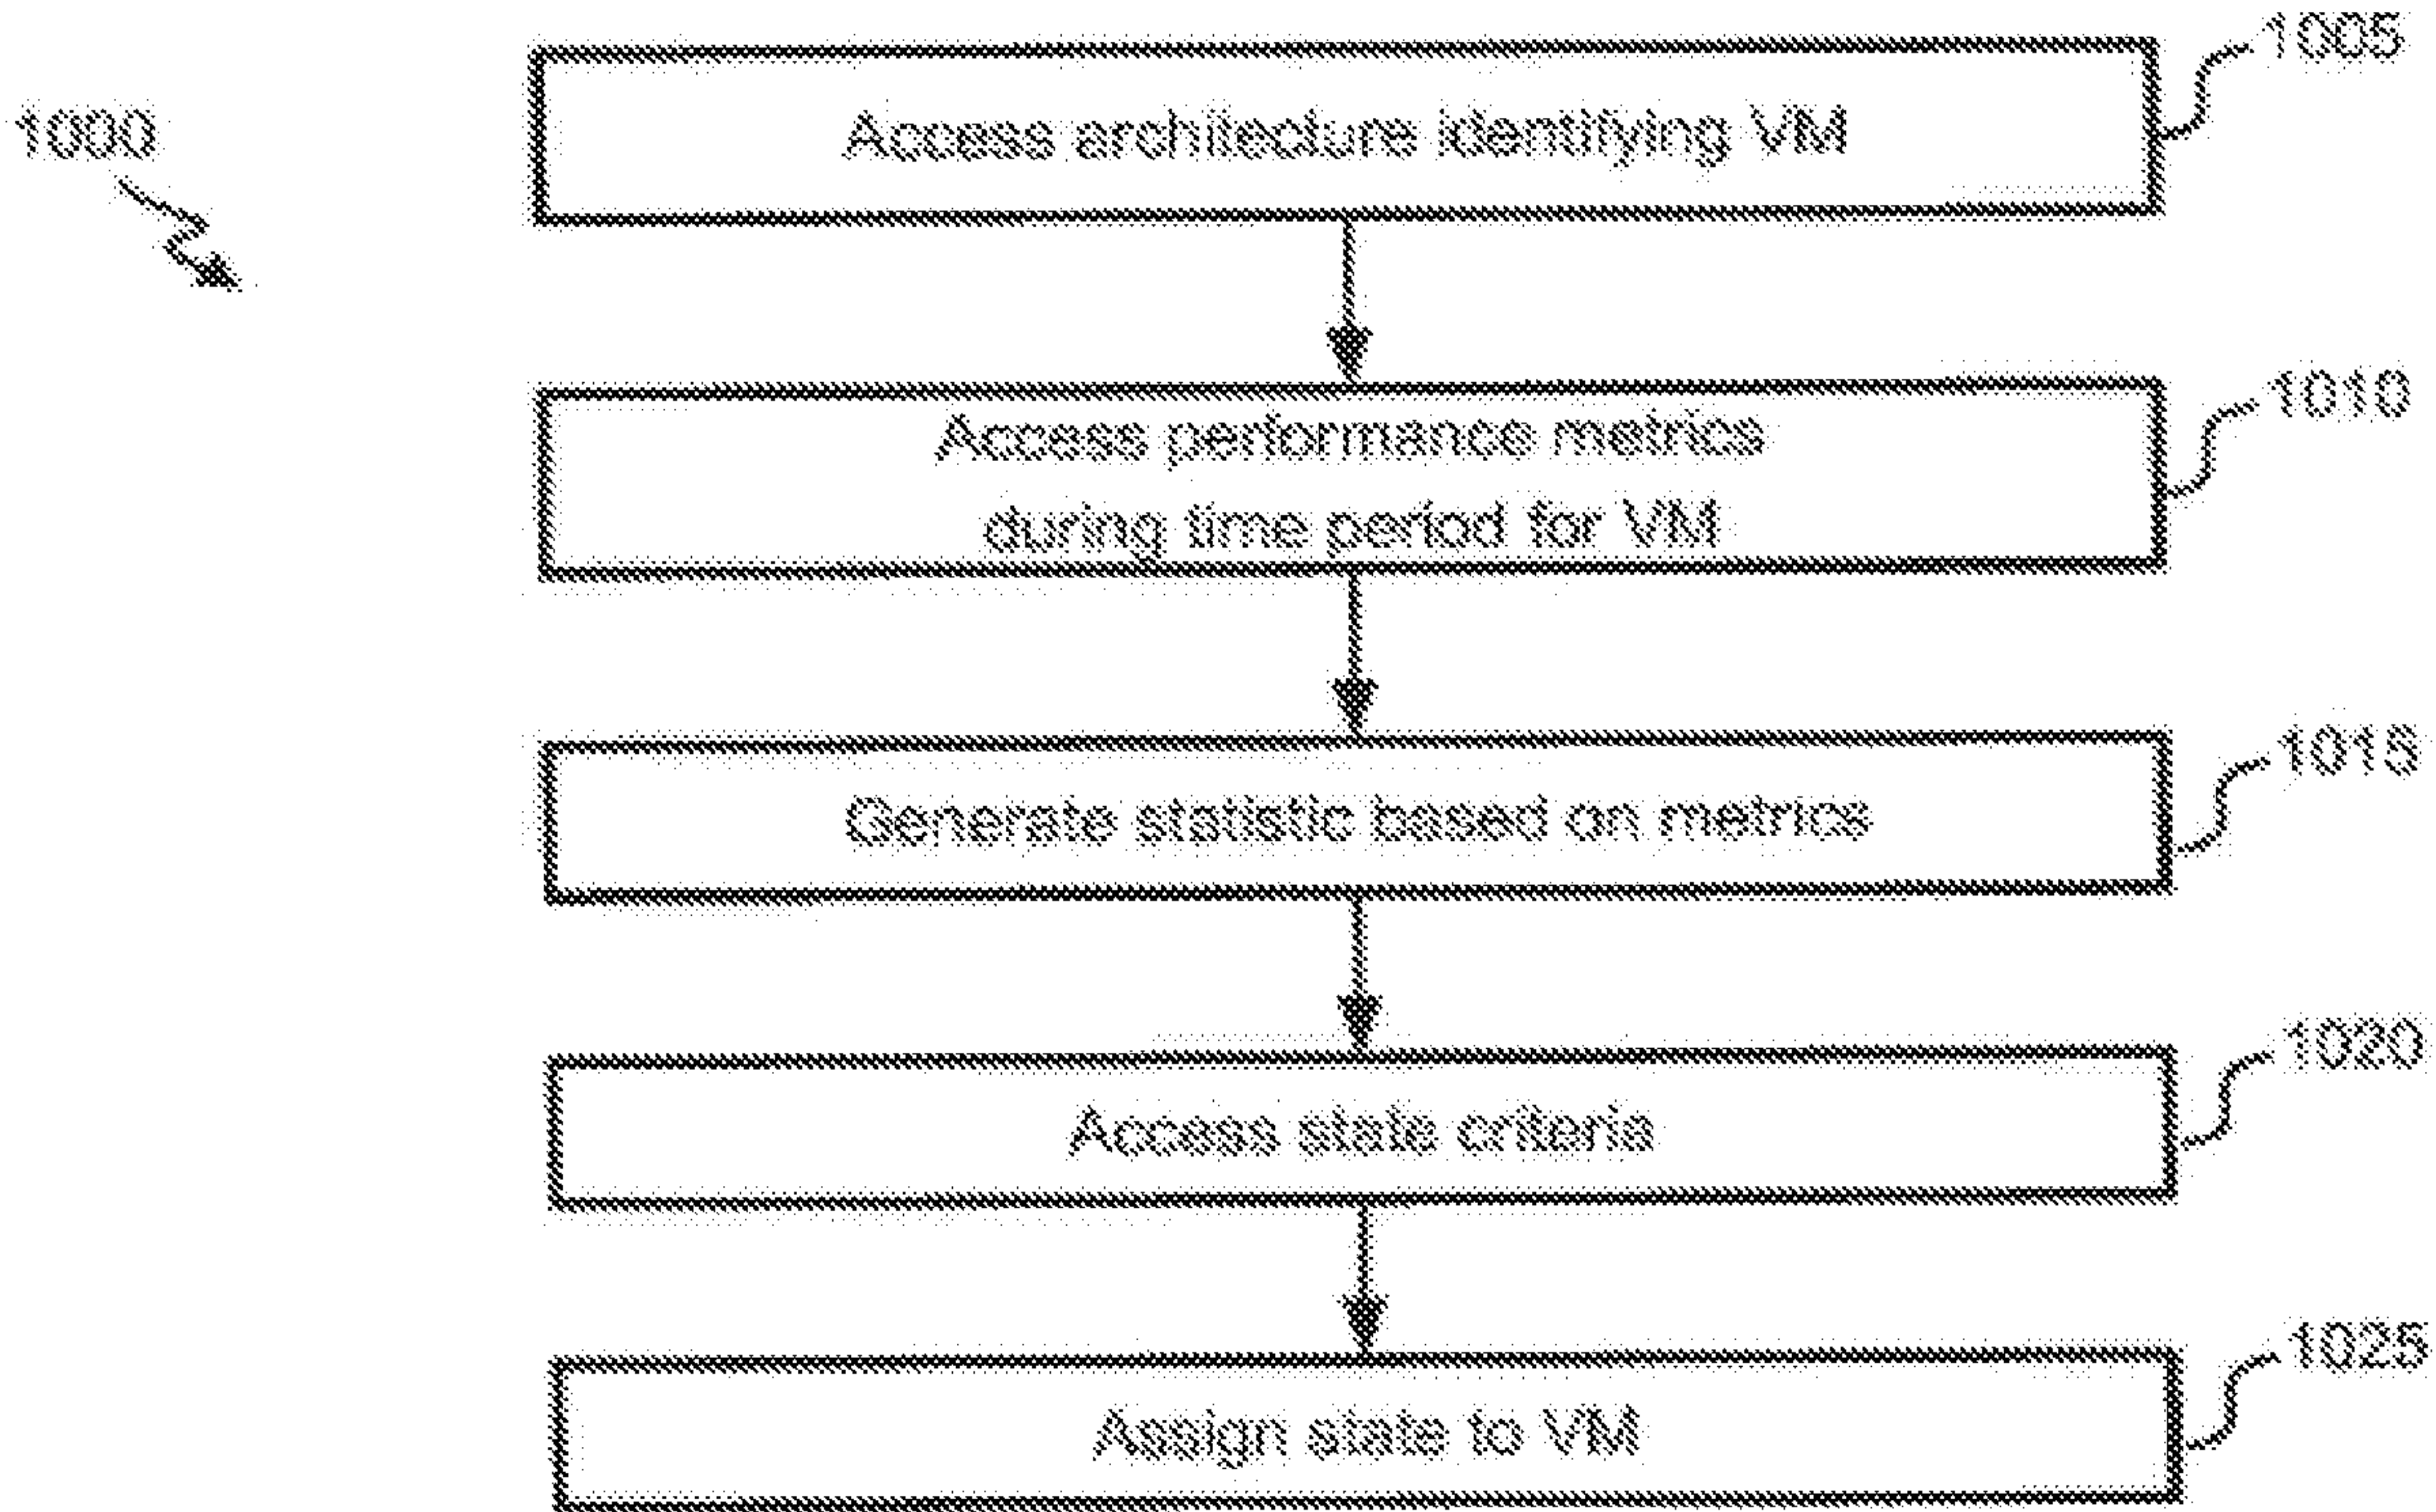 1005
1000
Access architecture identifying VM
1010
Access performance metrics
during time period for VM
1015
Generate statistic based on metrics
1020
Access state criteria
1025
Assign state to VM